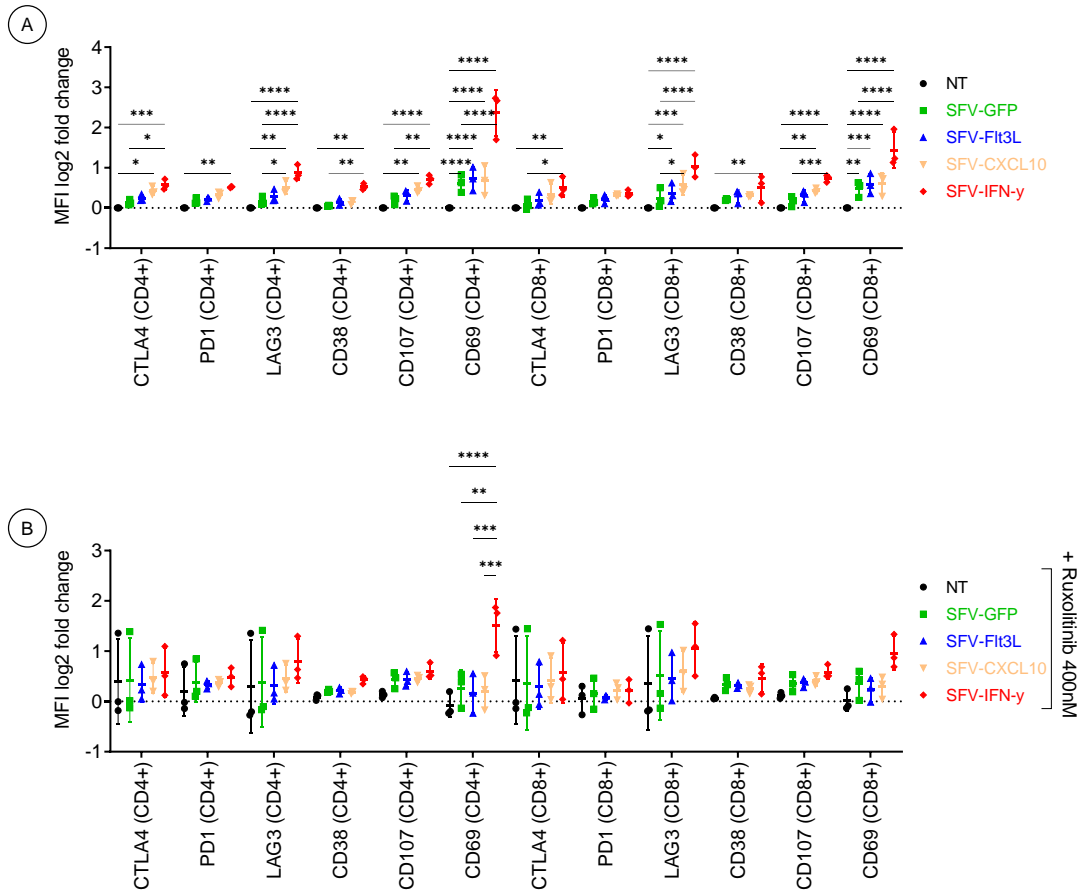 A
MFI log2 fold change
4
3
2
1
0
-1
**** **** ****
**** **** **** ****
*** **** **** **** *** **** ****
* ** ** ** **** ** * ** ***
* ** * ** ** **** * * ** *** **
CTLA4 (CD4+)
PD1 (CD4+)
LAG3 (CD4+)
CD38 (CD4+)
CD107 (CD4+)
CD69 (CD4+)
CTLA4 (CD8+)
PD1 (CD8+)
LAG3 (CD8+)
CD38 (CD8+)
CD107 (CD8+)
CD69 (CD8+)
NT
SFV-GFP
SFV-Flt3L
SFV-CXCL10
SFV-IFN-y
B
MFI log2 fold change
3
2
1
0
-1
****
**
***
***
CTLA4 (CD4+)
PD1 (CD4+)
LAG3 (CD4+)
CD38 (CD4+)
CD107 (CD4+)
CD69 (CD4+)
CTLA4 (CD8+)
PD1 (CD8+)
LAG3 (CD8+)
CD38 (CD8+)
CD107 (CD8+)
CD69 (CD8+)
NT
SFV-GFP
SFV-Flt3L
SFV-CXCL10
SFV-IFN-y
+ Ruxolitinib 400nM